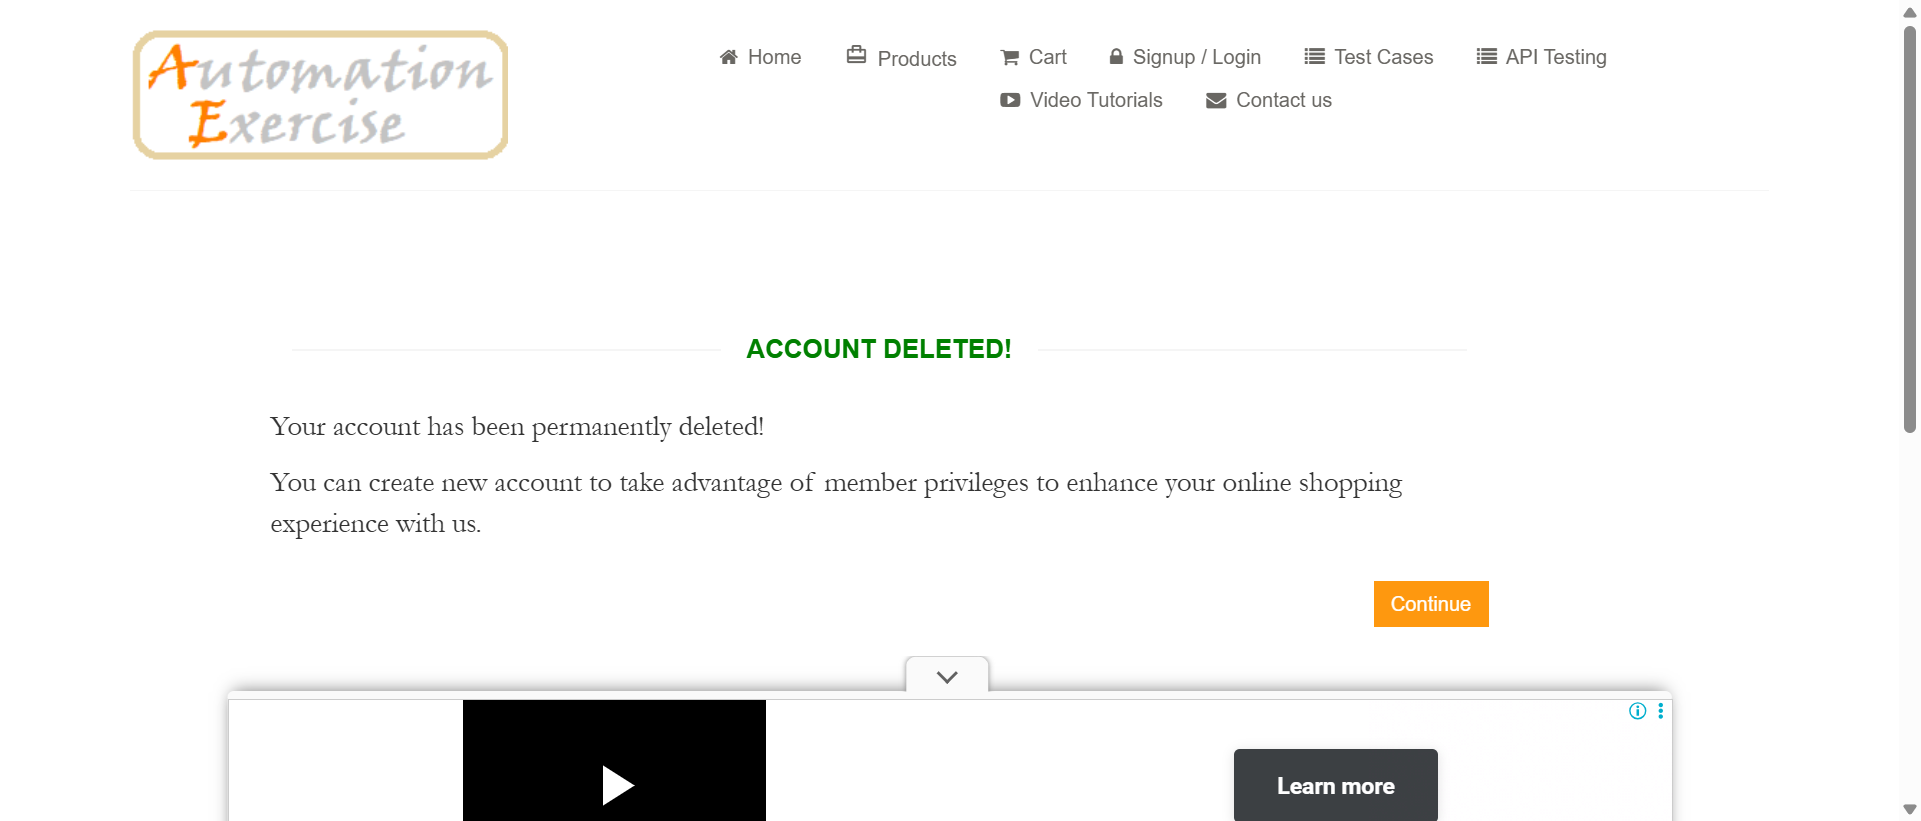 Automation
Exercise
Home Products Cart Signup / Login Test Cases API Testing
Video Tutorials Contact us
ACCOUNT DELETED!
Your account has been permanently deleted!
You can create new account to take advantage of member privileges to enhance your online shopping
experience with us.
Continue
Learn more